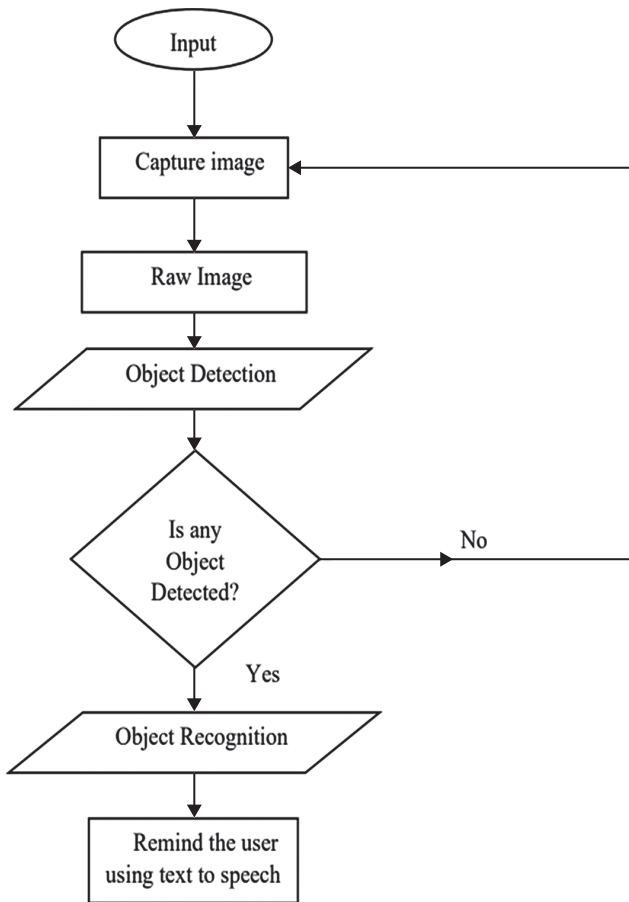 Input
Capture image
Raw Image
Object Detection
Is any
Object
Detected?
No
Yes
Object Recognition
Remind the user
using text to speech